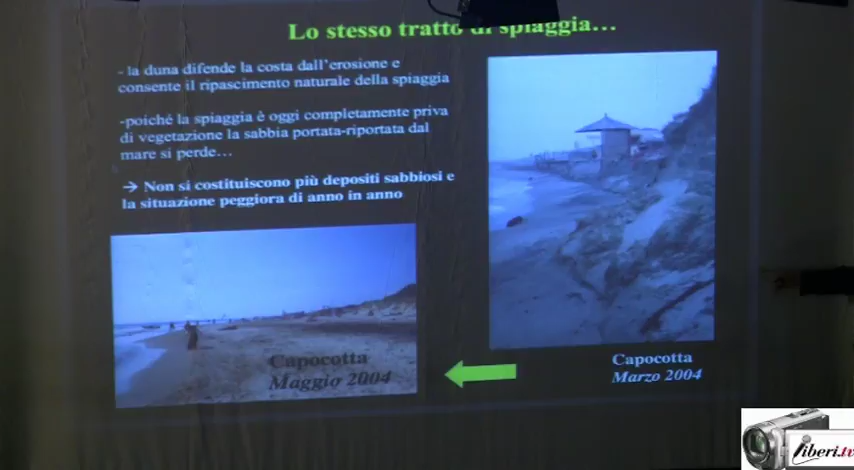 Lo stesso tratto di spiaggia...
- la duna difende la costa dall'erosione e
consente il ripascimento naturale della spiaggia
-poiché la spiaggia è oggi completamente priva
di vegetazione la sabbia portata-riportata dal
mare si perde...
→ Non si costituiscono più depositi sabbiosi e
la situazione peggiora di anno in anno
Capocotta
Maggio 2004
Capocotta
Marzo 2004
liberi.tv